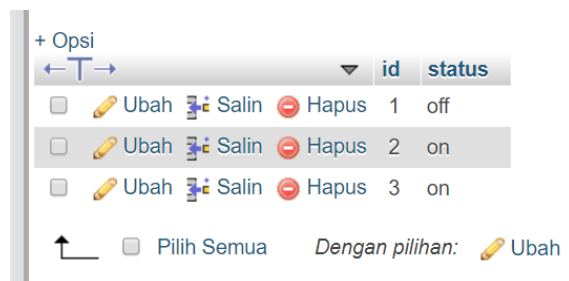 + Opsi
←T→ ▼ id status
Ubah Salin Hapus 1 off
Ubah Salin Hapus 2 on
Ubah Salin Hapus 3 on
Pilih Semua Dengan pilihan: Ubah